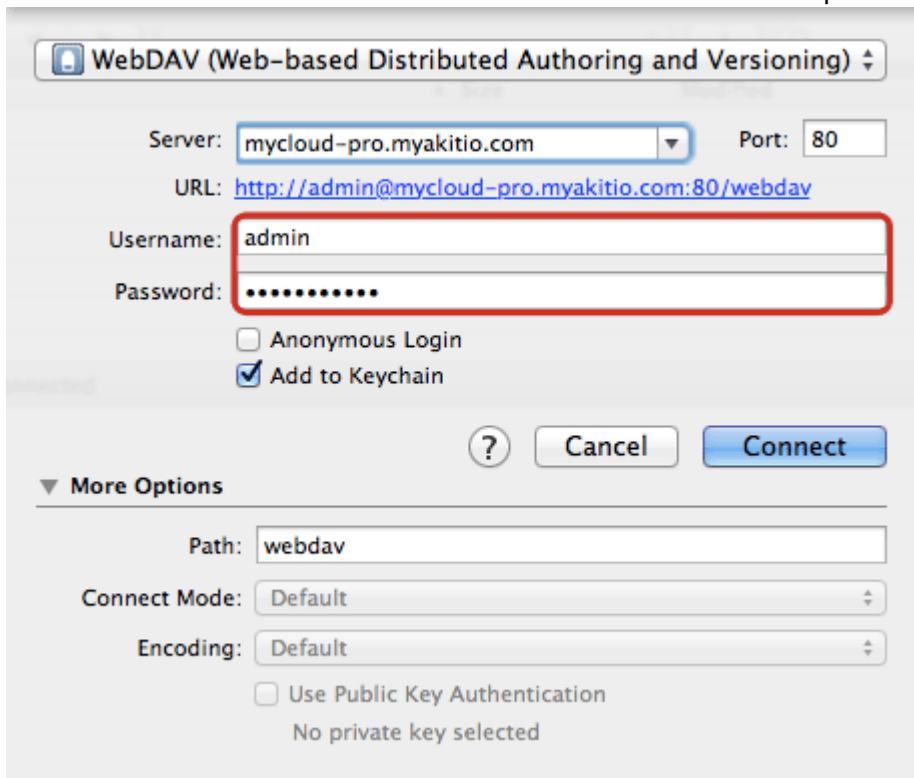 WebDAV (Web-based Distributed Authoring and Versioning)
Size Modified
Server: mycloud-pro.myakitio.com Port: 80
URL: http://admin@mycloud-pro.myakitio.com:80/webdav
Username: admin
Password: •••••••••••
Anonymous Login
Add to Keychain
? Cancel Connect
More Options
Path: webdav
Connect Mode: Default
Encoding: Default
Use Public Key Authentication
No private key selected